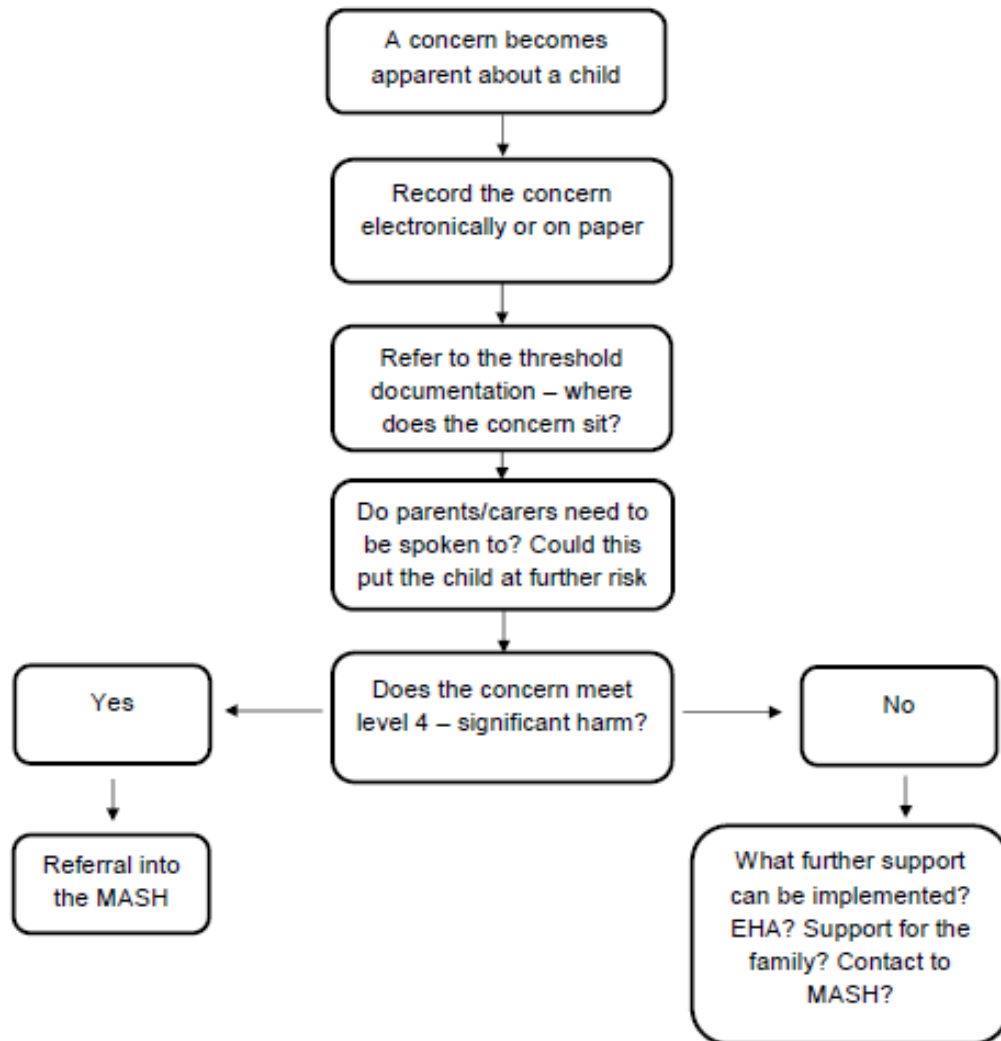 A concern becomes
apparent about a child
Record the concern
electronically or on paper
Refer to the threshold
documentation – where
does the concern sit?
Do parents/carers need to
be spoken to? Could this
put the child at further risk
Does the concern meet
level 4 – significant harm?
Yes
No
Referral into
the MASH
What further support
can be implemented?
EHA? Support for the
family? Contact to
MASH?